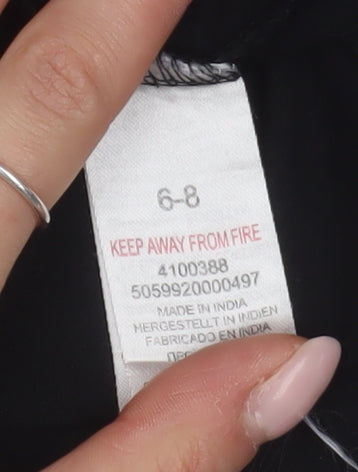 6-8
KEEP AWAY FROM FIRE
4100388
5059920000497
MADE IN INDIA
HERGESTELLT IN INDIEN
FABRICADO EN INDIA